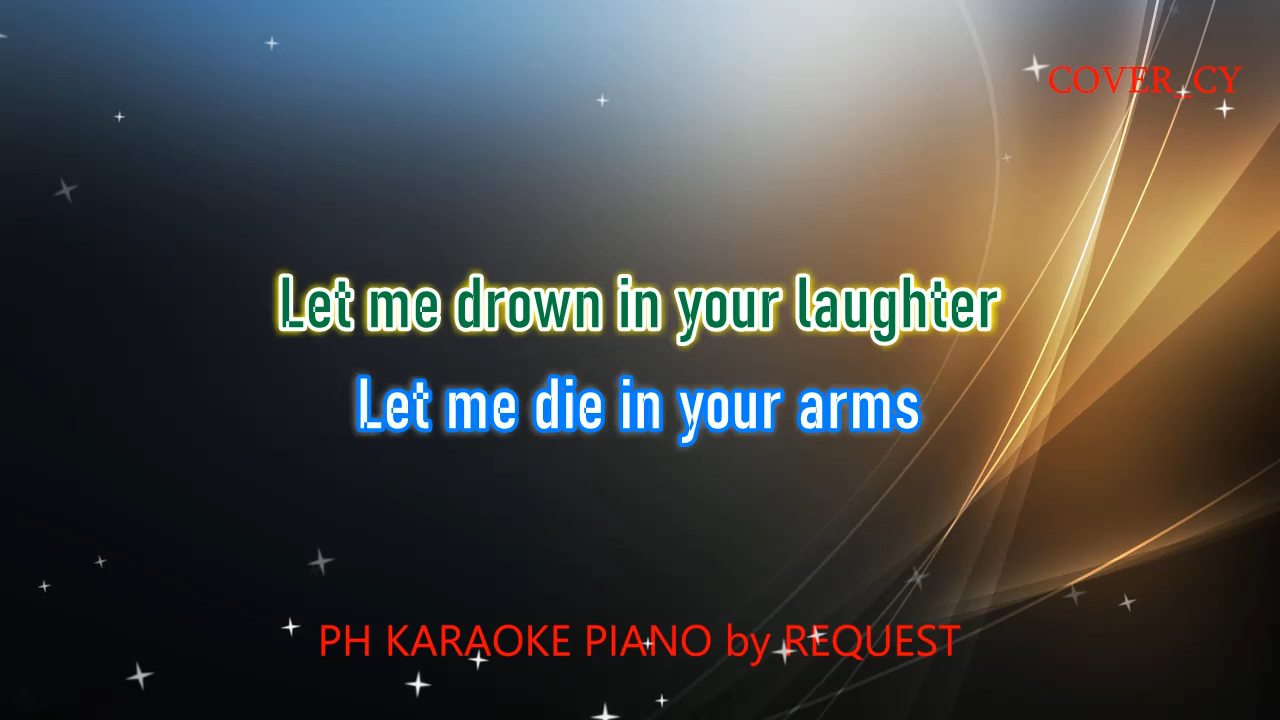 COVER_CY
Let me drown in your laughter
Let me die in your arms
PH KARAOKE PIANO by REQUEST